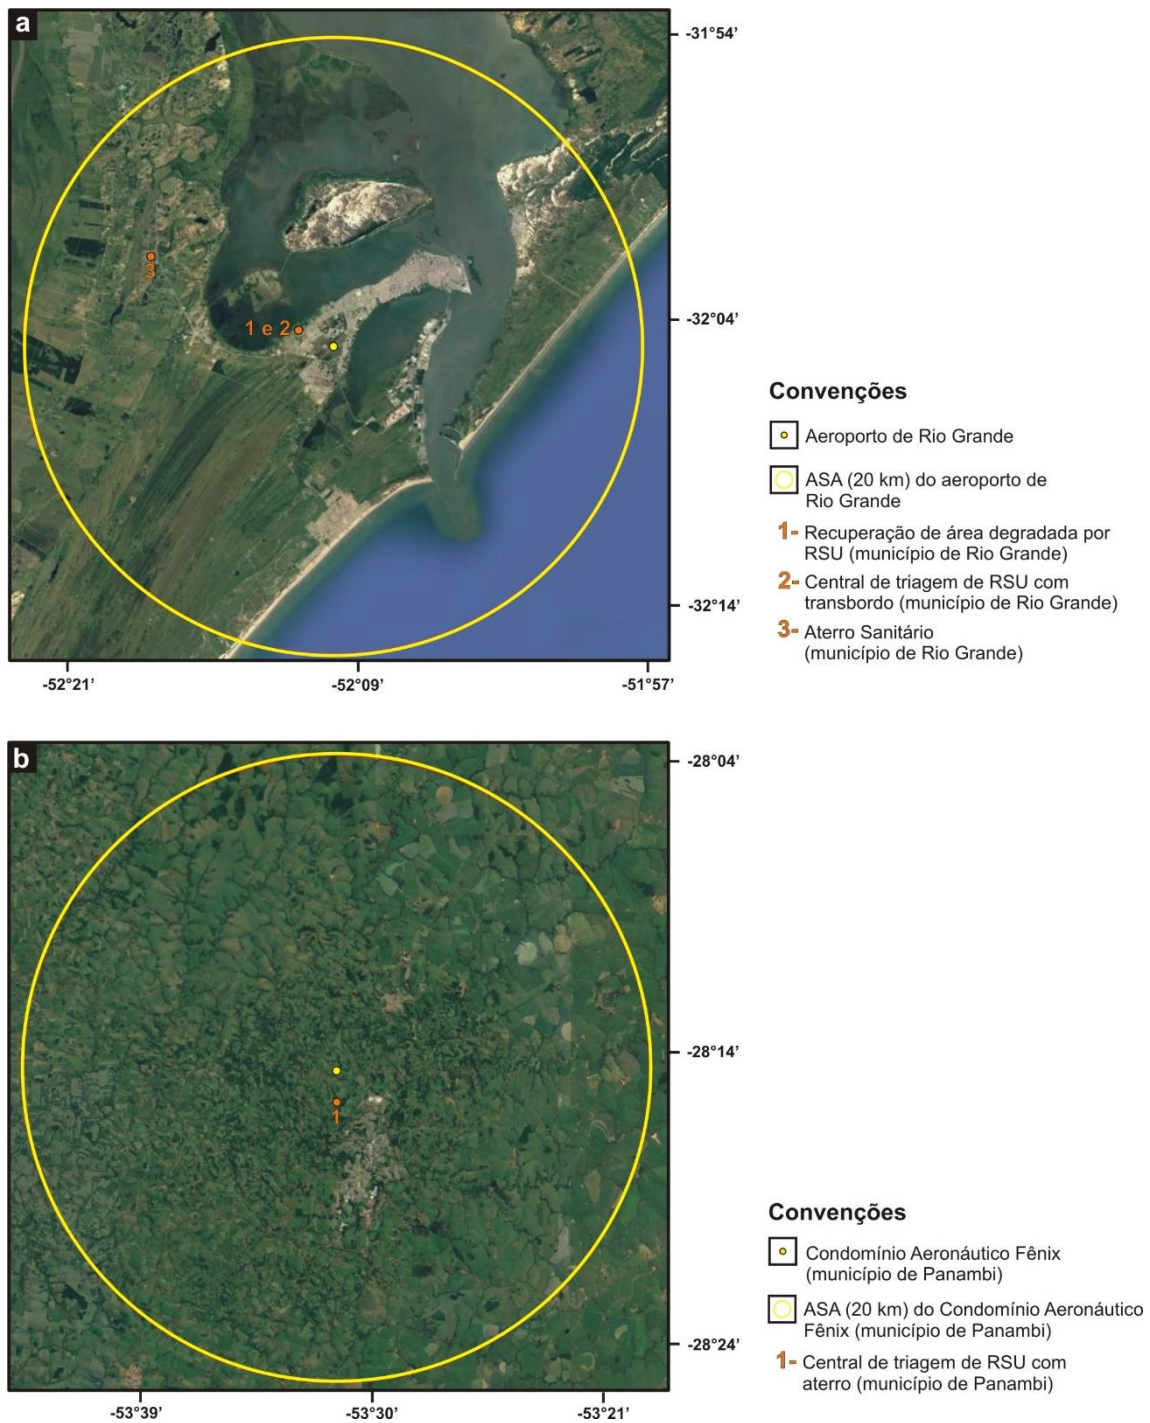 a
-31°54’
3
1 e 2
-32°04’
-32°14’
-52°21’
-52°09’
-51°57’
Convenções
Aeroporto de Rio Grande
ASA (20 km) do aeroporto de
Rio Grande
1- Recuperação de área degradada por
RSU (município de Rio Grande)
2- Central de triagem de RSU com
transbordo (município de Rio Grande)
3- Aterro Sanitário
(município de Rio Grande)
b
-28°04’
-28°14’
1
-28°24’
-53°39’
-53°30’
-53°21’
Convenções
Condomínio Aeronáutico Fênix
(município de Panambi)
ASA (20 km) do Condomínio Aeronáutico
Fênix (município de Panambi)
1- Central de triagem de RSU com
aterro (município de Panambi)